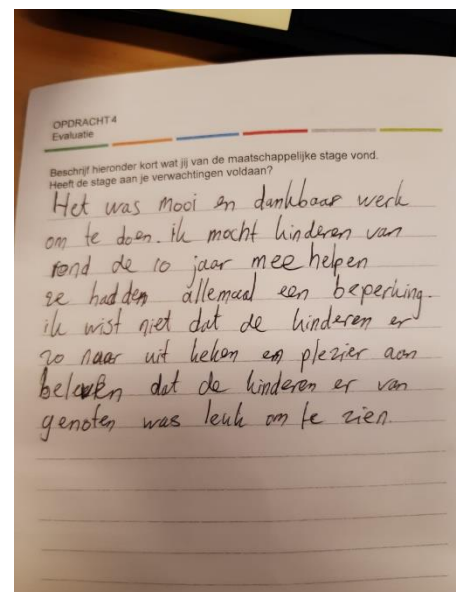 OPDRACHT 4
Evaluatie
Beschrijf hieronder kort wat jij van de maatschappelijke stage vond.
Heeft de stage aan je verwachtingen voldaan?
Het was mooi en dankbaar werk
om te doen. ik mocht kinderen van
rond de 10 jaar mee helpen
ze hadden allemaal een beperking.
ik wist niet dat de kinderen er
zo naar uit keken en plezier aan
beleven dat de kinderen er van
genoten was leuk om te zien.